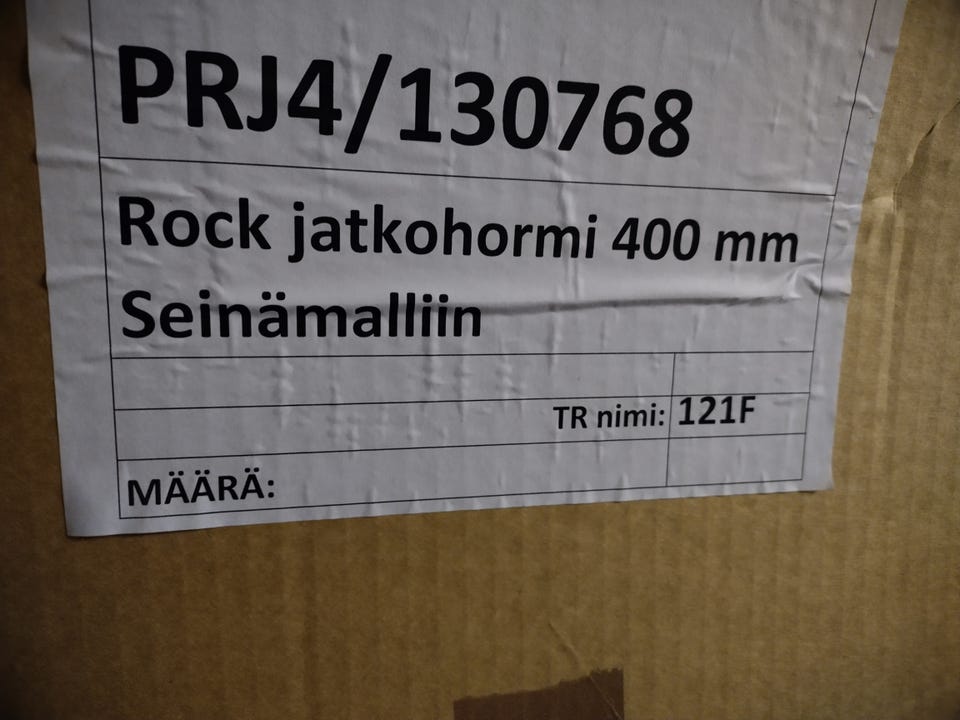 PRJ4/130768
Rock jatkohormi 400 mm
Seinämalliin
TR nimi: 121F
MÄÄRÄ: